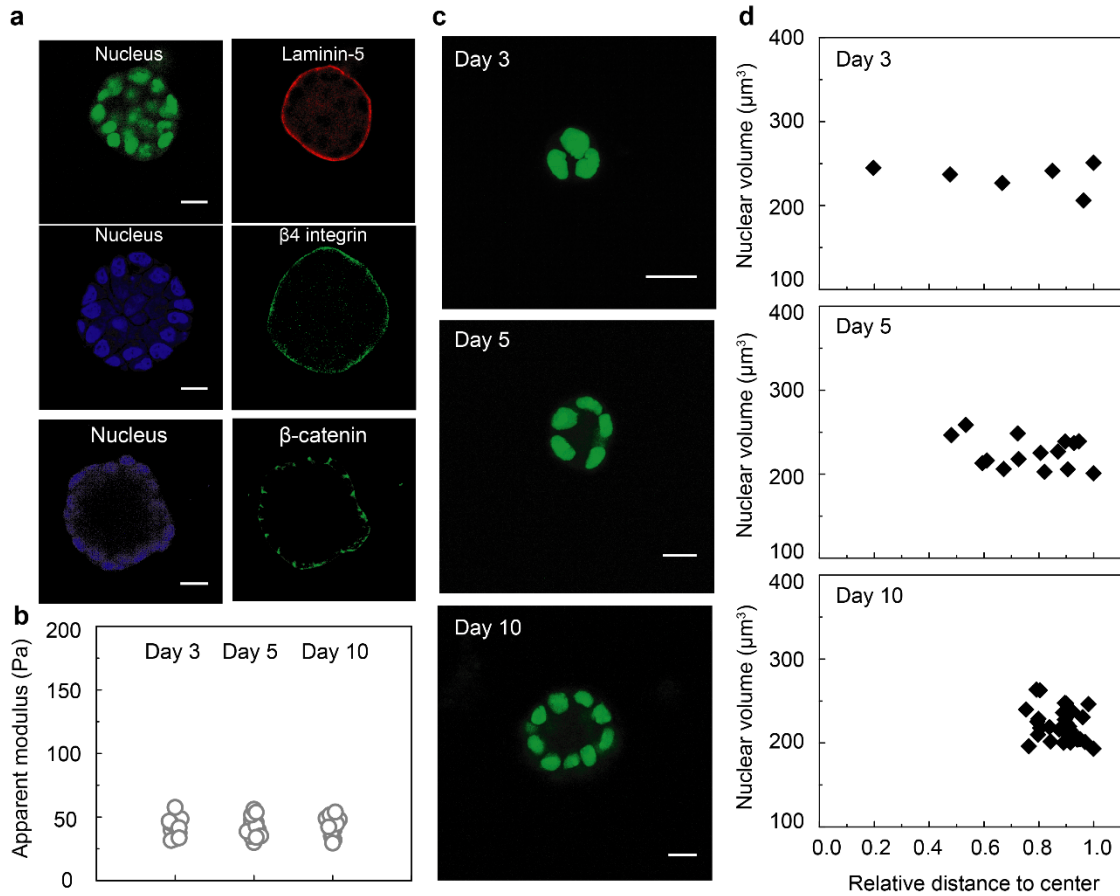 a
Nucleus
Laminin-5
Nucleus
β4 integrin
Nucleus
β-catenin
b
Apparent modulus (Pa)
200
150
100
50
0
Day 3
Day 5
Day 10
c
Day 3
Day 5
Day 10
d
Nuclear volume (µm³)
400
300
200
100
Day 3
Nuclear volume (µm³)
400
300
200
100
Day 5
Nuclear volume (µm³)
400
300
200
100
Day 10
0.0 0.2 0.4 0.6 0.8 1.0
Relative distance to center